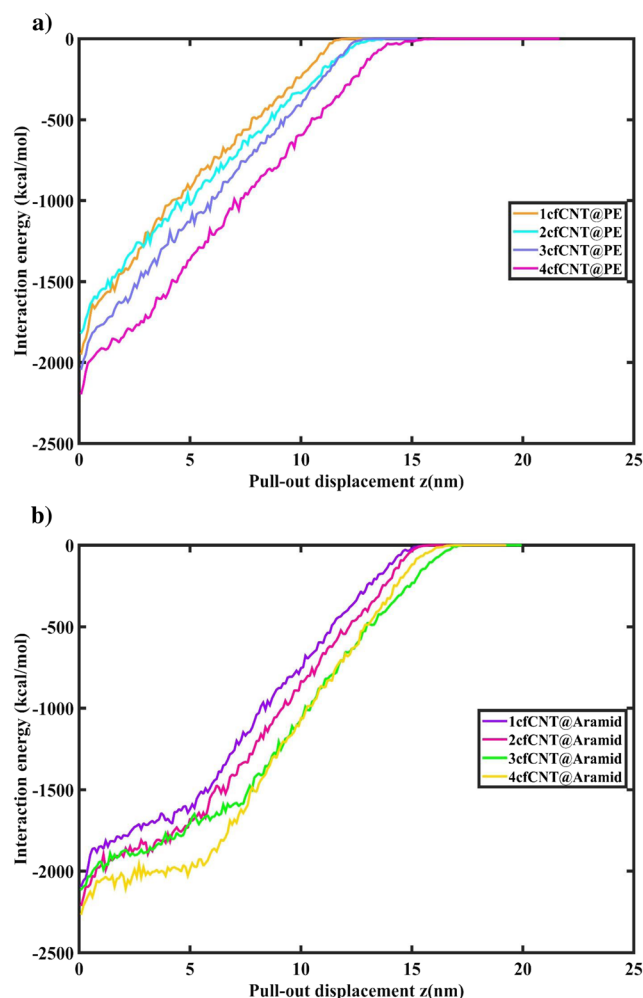 a)
0
-500
-1000
-1500
-2000
-2500
0
5
10
15
20
25
Interaction energy (kcal/mol)
Pull-out displacement z(nm)
1cfCNT@PE
2cfCNT@PE
3cfCNT@PE
4cfCNT@PE
b)
0
-500
-1000
-1500
-2000
-2500
0
5
10
15
20
25
Interaction energy (kcal/mol)
Pull-out displacement z(nm)
1cfCNT@Aramid
2cfCNT@Aramid
3cfCNT@Aramid
4cfCNT@Aramid